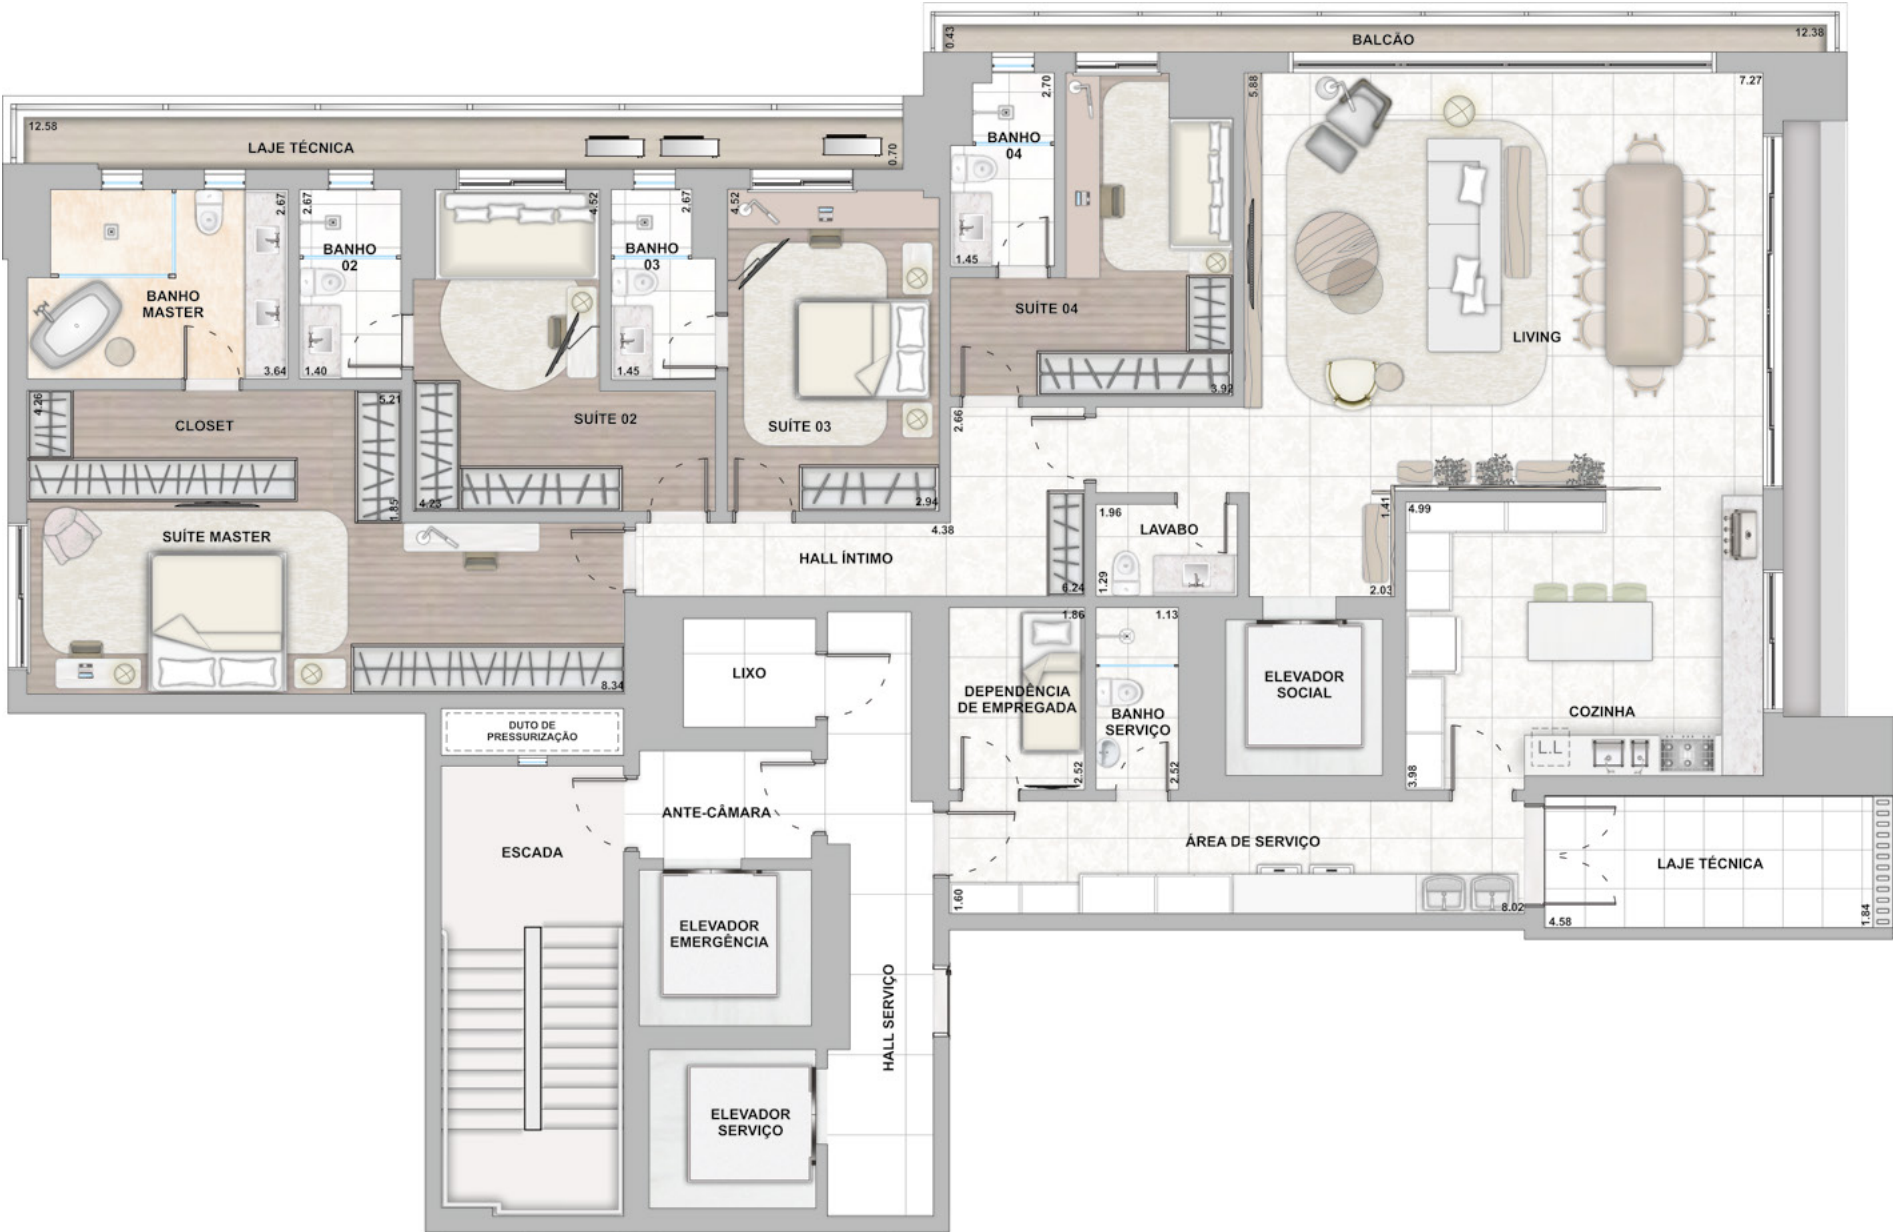 0.43
BALCÃO
12.38
12.58
LAJE TÉCNICA
0.70
2.70
BANHO
04
1.45
5.88
7.27
2.67
BANHO
MASTER
3.64
2.67
BANHO
02
1.40
4.52
2.67
BANHO
03
1.45
4.52
SUÍTE 04
3.92
LIVING
4.26
CLOSET
5.21
1.85
SUÍTE 02
4.23
SUÍTE 03
2.94
2.66
4.38
SUÍTE MASTER
8.34
HALL ÍNTIMO
6.24
1.96
LAVABO
1.29
1.41
2.03
4.99
COZINHA
L.L
3.98
LIXO
1.86
DEPENDÊNCIA
DE EMPREGADA
2.52
1.13
BANHO
SERVIÇO
2.52
ELEVADOR
SOCIAL
DUTO DE
PRESSURIZAÇÃO
ANTE-CÂMARA
ESCADA
ÁREA DE SERVIÇO
1.60
8.02
LAJE TÉCNICA
4.58
1.84
ELEVADOR
EMERGÊNCIA
HALL SERVIÇO
ELEVADOR
SERVIÇO